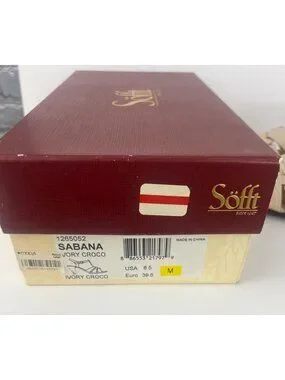 Söfft
Söfft
1265052
SABANA
IVORY CROCO
MADE IN CHINA
USA 8.5
M
Euro 39.5
IVORY CROCO